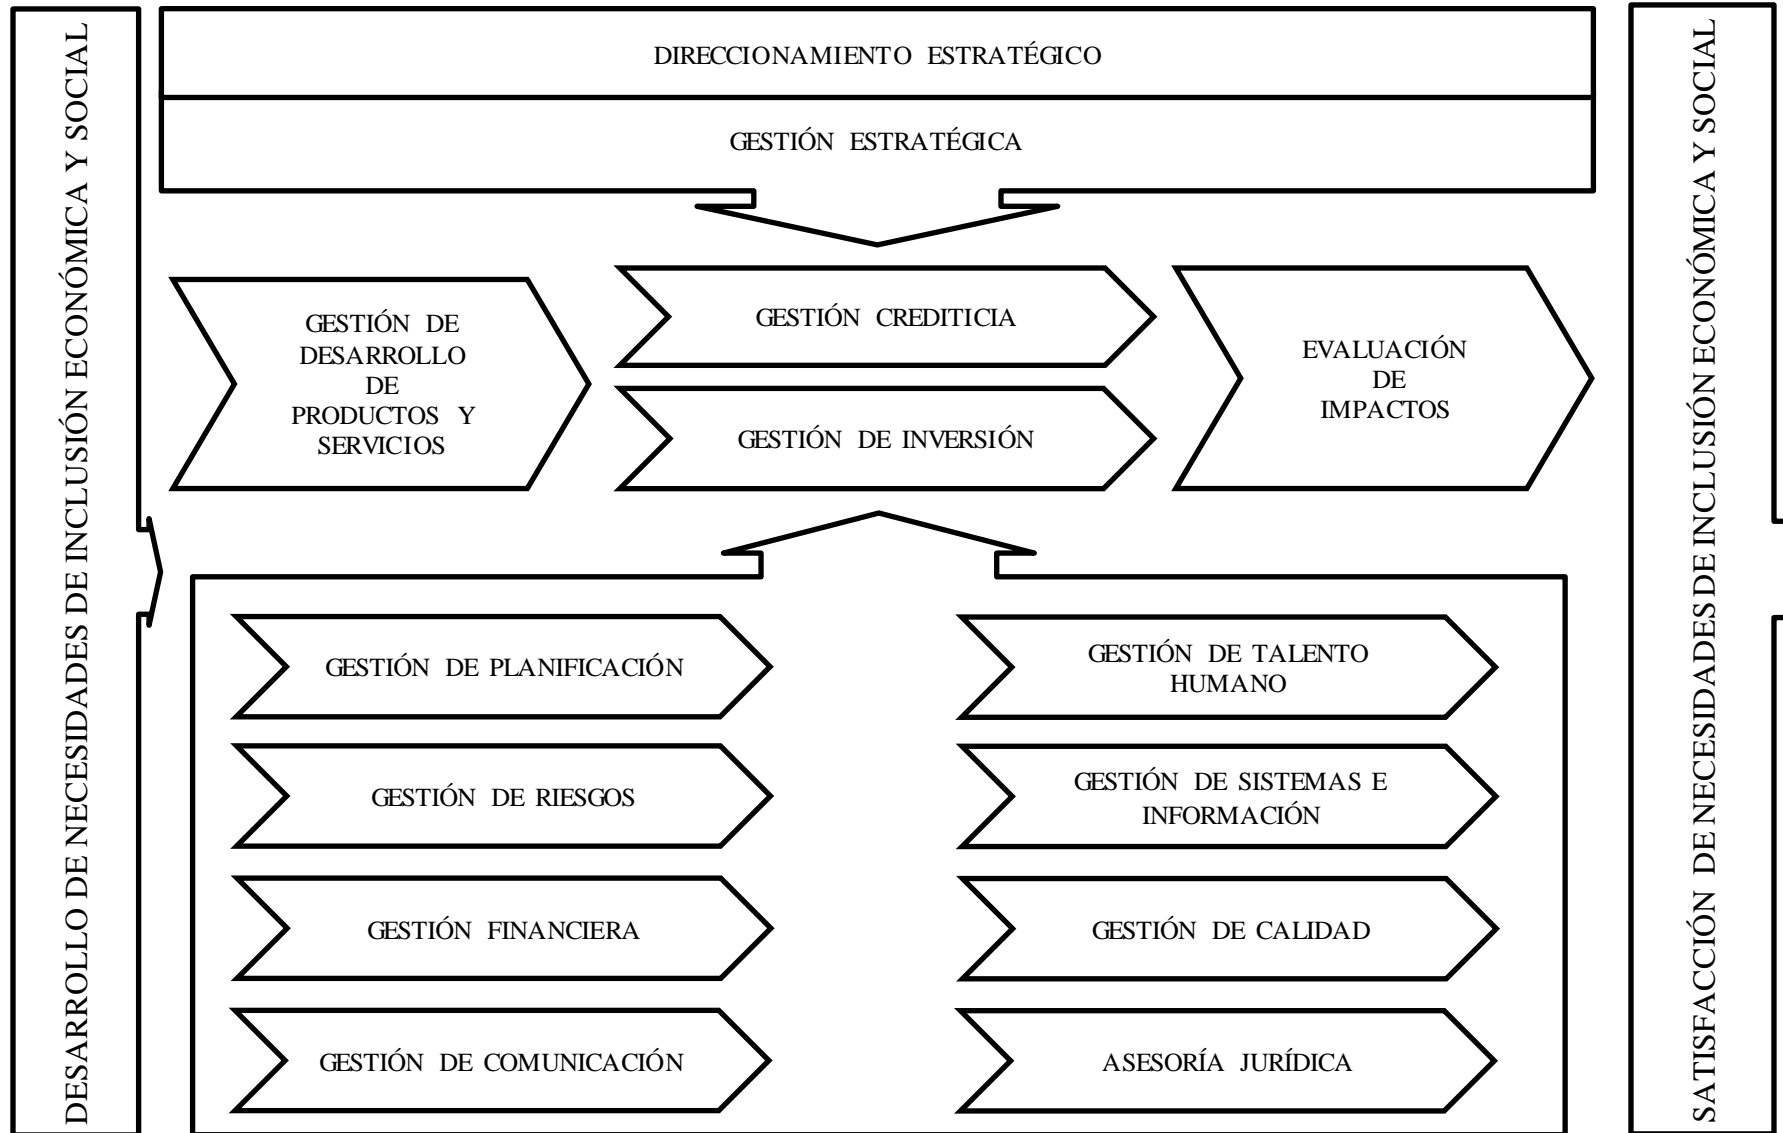 DESARROLLO DE NECESIDADES DE INCLUSIÓN ECONÓMICA Y SOCIAL
DIRECCIONAMIENTO ESTRATÉGICO
GESTIÓN ESTRATÉGICA
GESTIÓN DE
DESARROLLO
DE
PRODUCTOS Y
SERVICIOS
GESTIÓN CREDITICIA
GESTIÓN DE INVERSIÓN
EVALUACIÓN
DE
IMPACTOS
GESTIÓN DE PLANIFICACIÓN
GESTIÓN DE RIESGOS
GESTIÓN FINANCIERA
GESTIÓN DE COMUNICACIÓN
GESTIÓN DE TALENTO
HUMANO
GESTIÓN DE SISTEMAS E
INFORMACIÓN
GESTIÓN DE CALIDAD
ASESORÍA JURÍDICA
SATISFACCIÓN DE NECESIDADES DE INCLUSIÓN ECONÓMICA Y SOCIAL